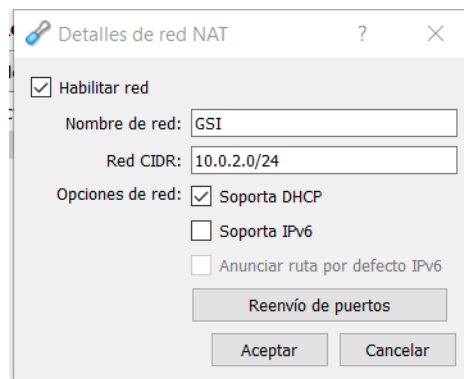 Detalles de red NAT ? ×
Habilitar red
Nombre de red: GSI
Red CIDR: 10.0.2.0/24
Opciones de red: Soporta DHCP
Soporta IPv6
Anunciar ruta por defecto IPv6
Reenvío de puertos
Aceptar Cancelar